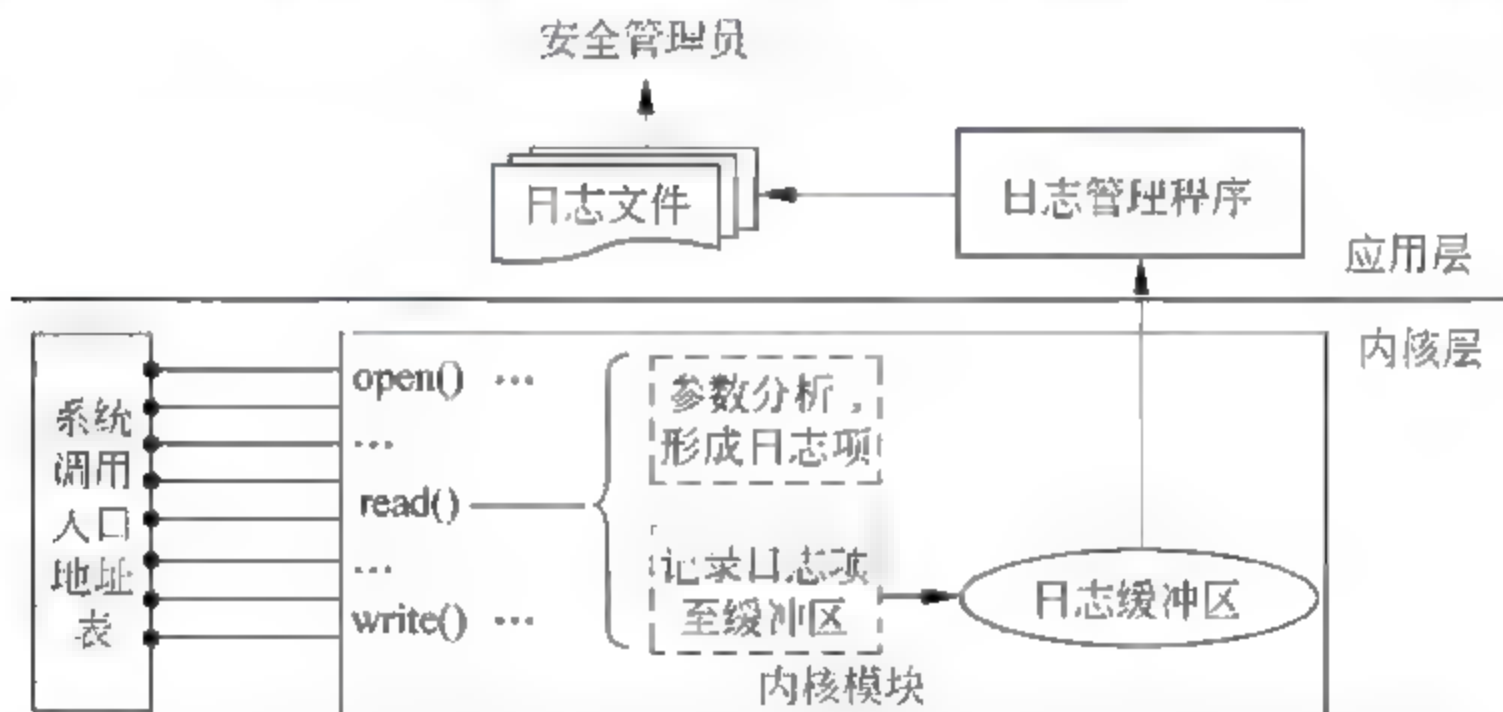 安全管理员
日志文件
日志管理程序
应用层
内核层
系统
调用
入口
地址
表
open() …
…
read()
…
write() …
参数分析，
形成日志项
记录日志项
至缓冲区
日志缓冲区
内核模块